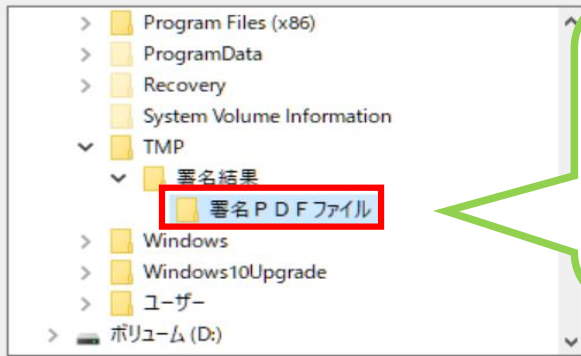 Program Files (x86)
ProgramData
Recovery
System Volume Information
TMP
署名結果
署名ＰＤＦファイル
Windows
Windows10Upgrade
ユーザー
ボリューム (D:)